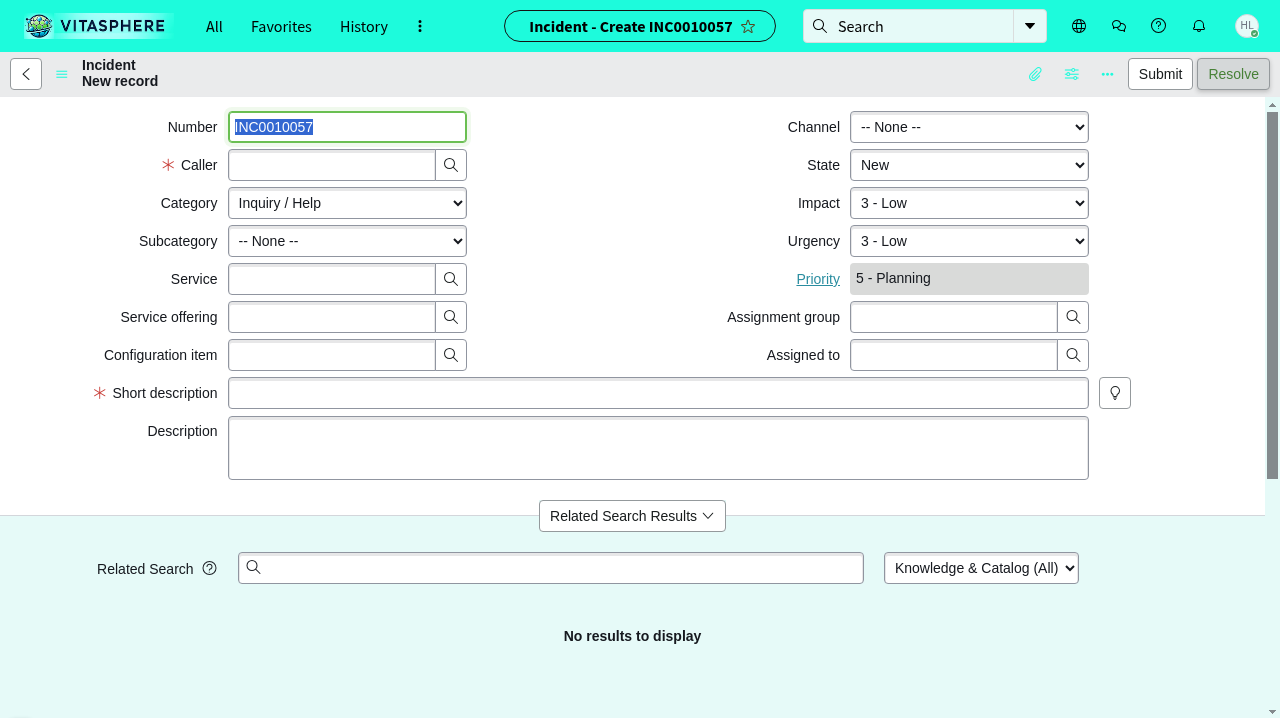 VITASPHERE
All
Favorites
History
Incident - Create INC0010057
Search
HL
Incident
New record
Submit
Resolve
Number
INC0010057
Channel
-- None --
Caller
State
New
Category
Inquiry / Help
Impact
3 - Low
Subcategory
-- None --
Urgency
3 - Low
Service
Priority
5 - Planning
Service offering
Assignment group
Configuration item
Assigned to
Short description
Description
Related Search Results
Related Search
Knowledge & Catalog (All)
No results to display